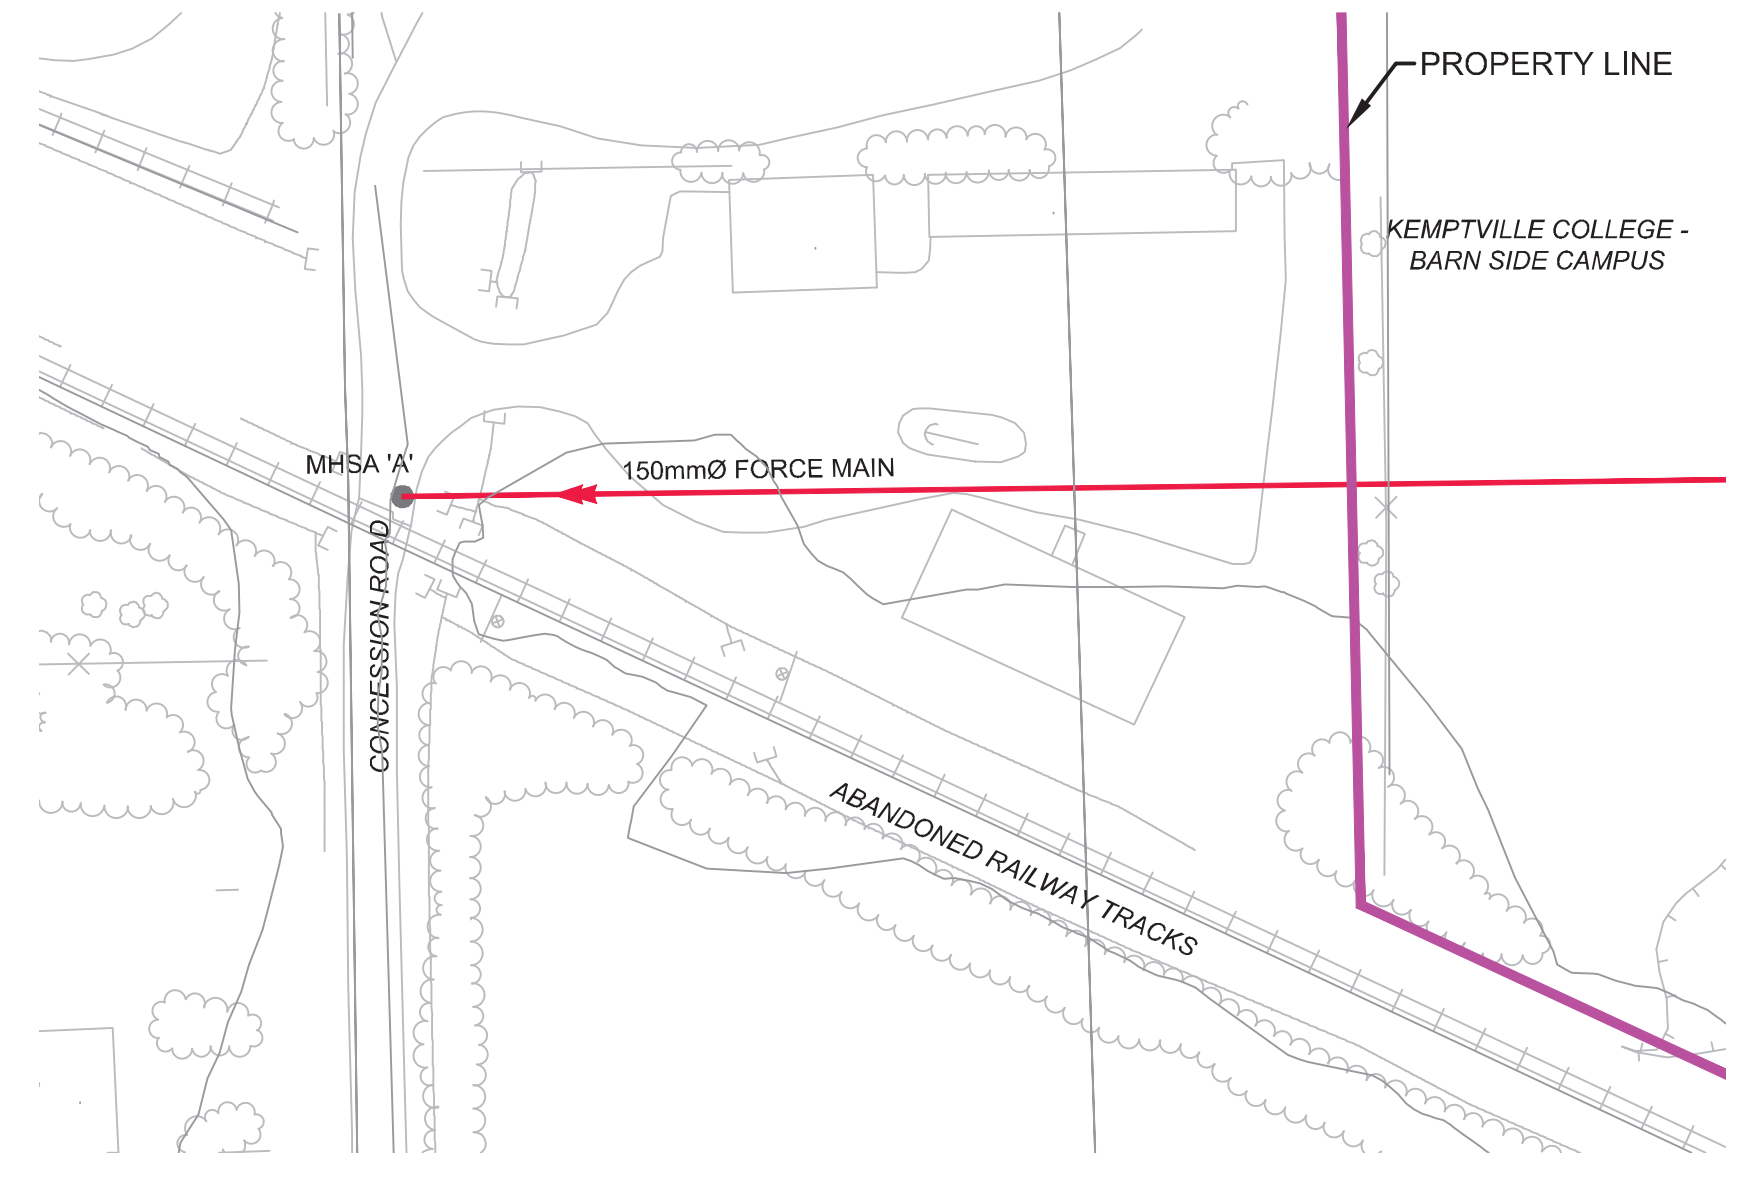 PROPERTY LINE
KEMPTVILLE COLLEGE -
BARN SIDE CAMPUS
MHSA 'A'
150mmØ FORCE MAIN
CONCESSION ROAD
ABANDONED RAILWAY TRACKS